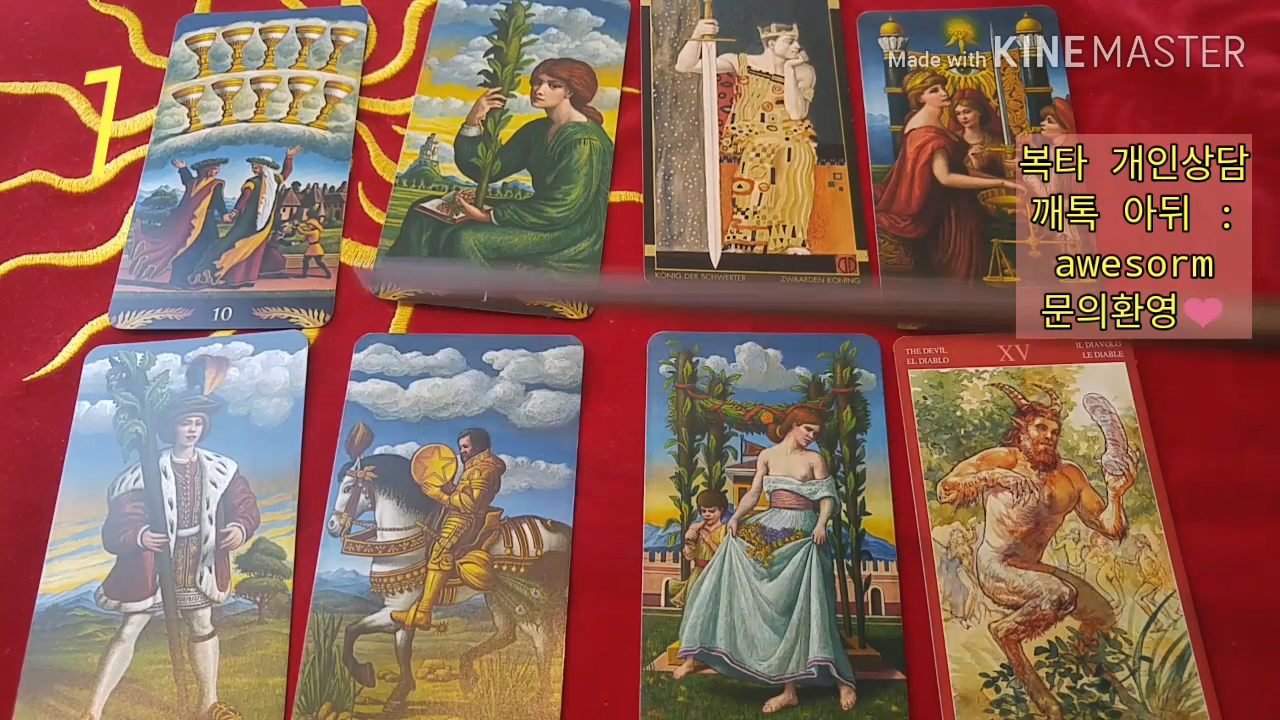 1
Made with KINEMASTER
복타 개인상담
깨톡 아뒤 :
awesorm
문의환영
10
KÖNIG DER SCHWERTER
ZWAARDEN KONING
THE DEVIL
EL DIABLO
XV
IL DIAVOLO
LE DIABLE